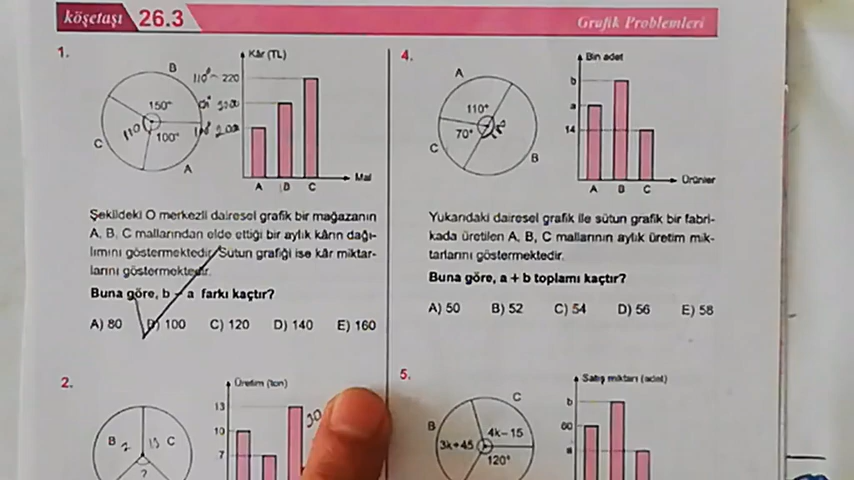 köşetaşı 26.3
Grafik Problemleri
1.
Kâr (TL)
B
110° 220
150°
110
100°
200
C
A
A B C
Mal
Şekildeki O merkezli dairesel grafik bir mağazanın
A, B, C mallarından elde ettiği bir aylık kârın dağı-
lımını göstermektedir. Sütun grafiği ise kâr miktar-
larını göstermektedir.
Buna göre, b - a farkı kaçtır?
A) 80 B) 100 C) 120 D) 140 E) 160
2.
Üretim (ton)
13
10
7
B
2
C
?
30
4.
Bin adet
A
b
a
110°
14
70°
C
B
A B C
Ürünler
Yukarıdaki dairesel grafik ile sütun grafik bir fabri-
kada üretilen A, B, C mallarının aylık üretim mik-
tarlarını göstermektedir.
Buna göre, a + b toplamı kaçtır?
A) 50 B) 52 C) 54 D) 56 E) 58
5.
Satış miktarı (adet)
C
b
B
4k-15
60
3k+45
a
120°